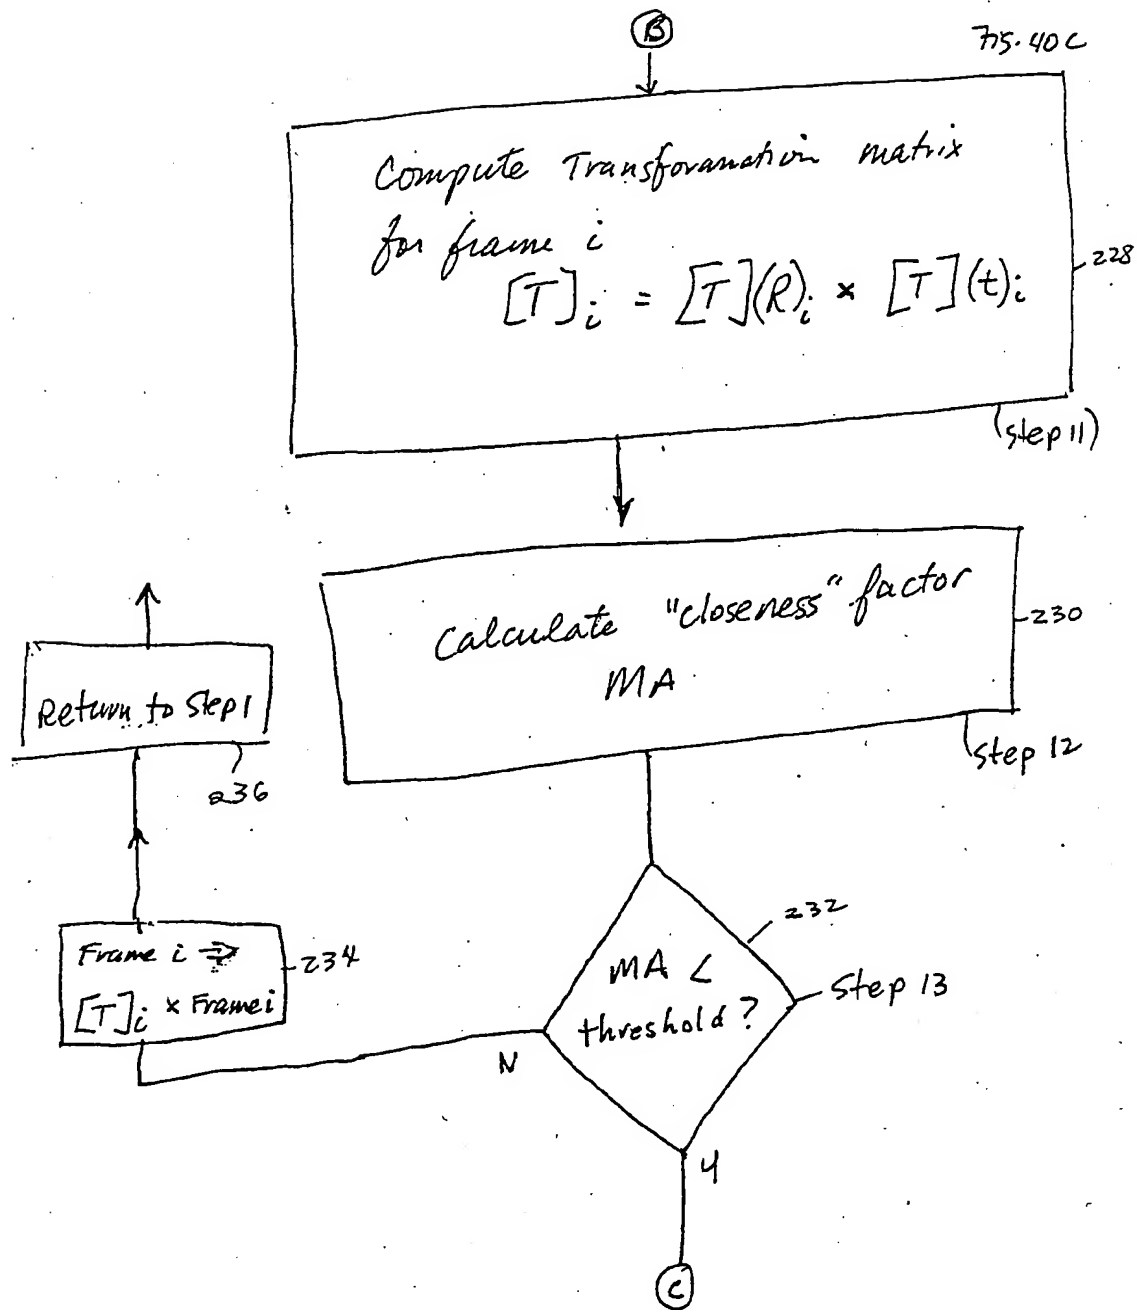 B
Fig. 40c
Compute Transforamation matrix
for frame i
[T]i = [T](R)i × [T](t)i
228
(step 11)
Calculate "closeness" factor
MA
230
Step 12
Return to Step 1
236
Frame i ⇒
[T]i × Frame i
234
MA <
threshold?
232
Step 13
N
Y
C